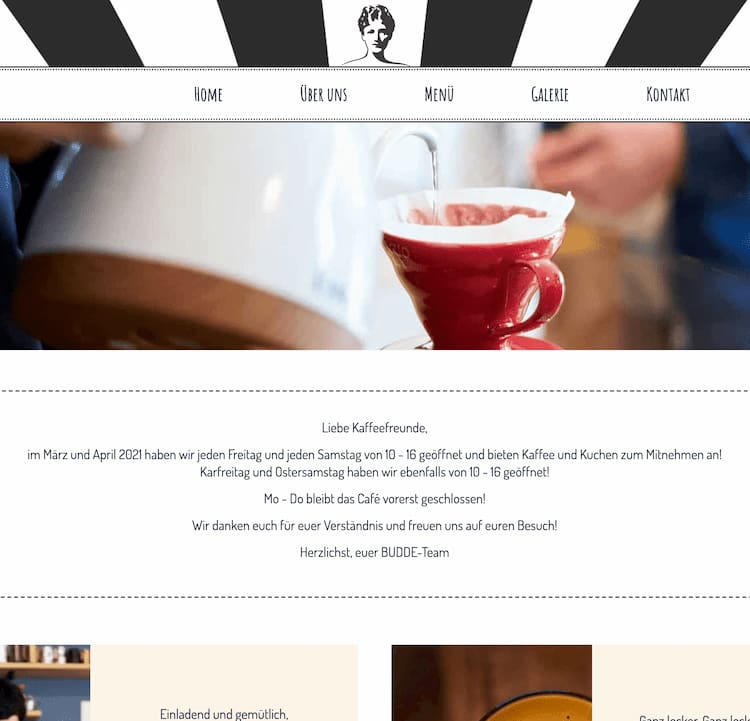 Home
Über uns
Menü
Galerie
Kontakt
Liebe Kaffeefreunde,
im März und April 2021 haben wir jeden Freitag und jeden Samstag von 10 - 16 geöffnet und bieten Kaffee und Kuchen zum Mitnehmen an!
Karfreitag und Ostersamstag haben wir ebenfalls von 10 - 16 geöffnet!
Mo - Do bleibt das Café vorerst geschlossen!
Wir danken euch für euer Verständnis und freuen uns auf euren Besuch!
Herzlichst, euer BUDDE-Team
Einladend und gemütlich,
Ganz locker. Ganz